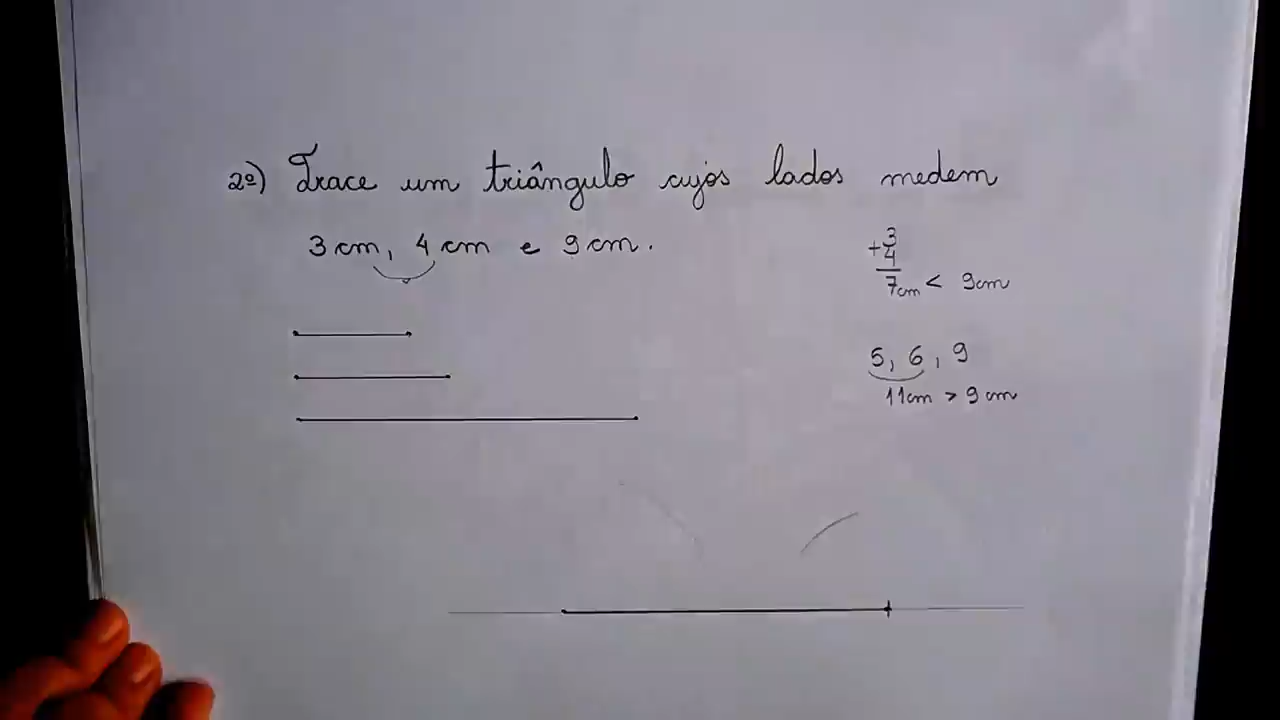 2º) Trace um triângulo cujos lados medem
3 cm, 4 cm e 9 cm.
3
+ 4
7cm < 9cm
5, 6, 9
11cm > 9 cm